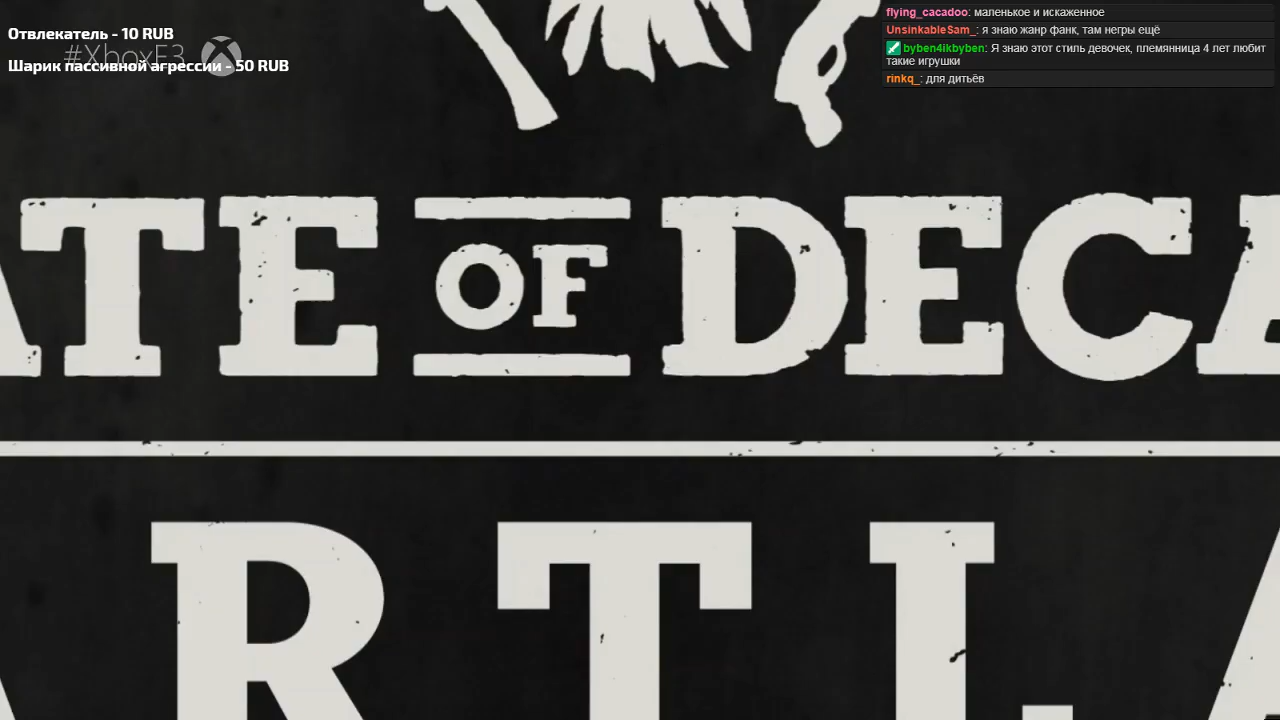 Отвлекатель - 10 RUB
#XboxE3
Шарик пассивной агрессии - 50 RUB
flying_cacadoo: маленькое и искаженное
UnsinkableSam_: я знаю жанр фанк, там негры ещё
byben4ikbyben: Я знаю этот стиль девочек, племянница 4 лет любит
такие игрушки
rinkq_: для дитьёв
ATE OF DECA
ARTLA